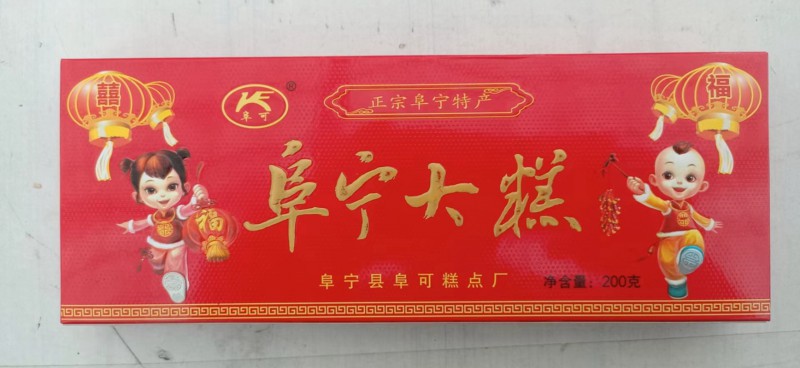 囍
福
阜可
®
正宗阜宁特产
阜宁大糕
福
阜宁县阜可糕点厂
净含量：200克